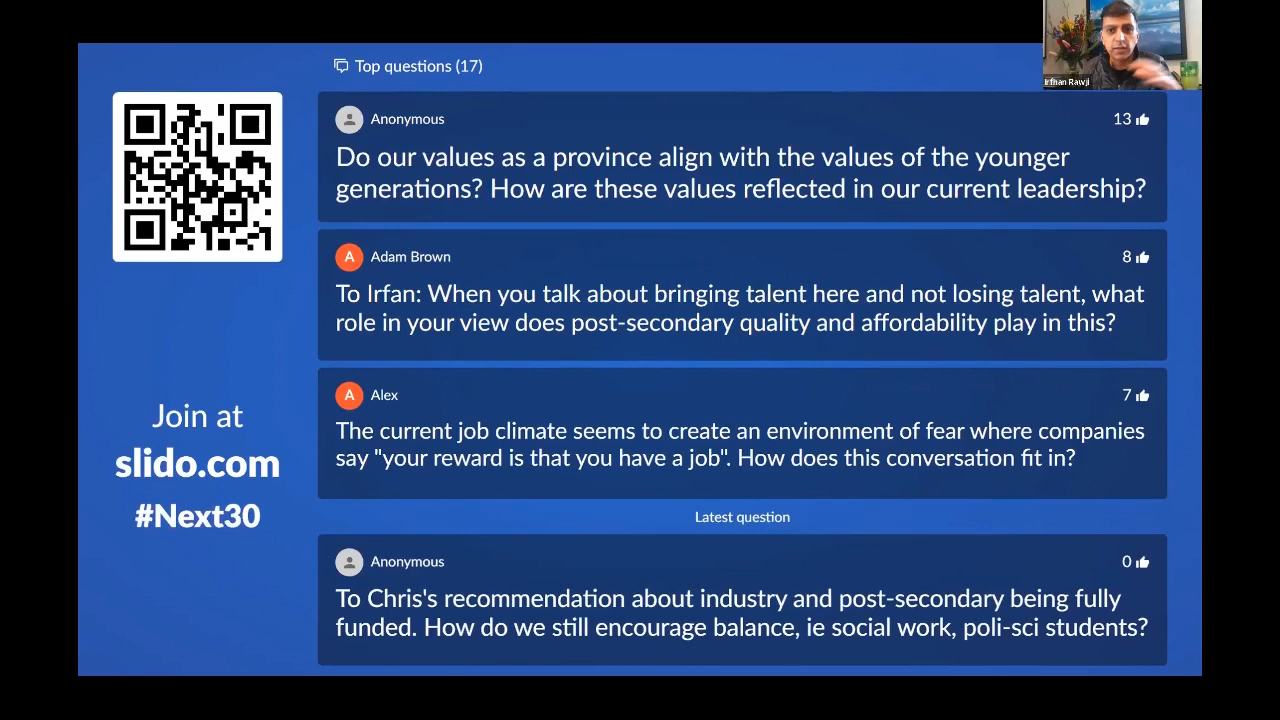 Irfhan Rawji
Top questions (17)
Anonymous
13
Do our values as a province align with the values of the younger
generations? How are these values reflected in our current leadership?
A
Adam Brown
8
To Irfan: When you talk about bringing talent here and not losing talent, what
role in your view does post-secondary quality and affordability play in this?
A
Alex
7
The current job climate seems to create an environment of fear where companies
say "your reward is that you have a job". How does this conversation fit in?
Latest question
Anonymous
0
To Chris's recommendation about industry and post-secondary being fully
funded. How do we still encourage balance, ie social work, poli-sci students?
Join at
slido.com
#Next30